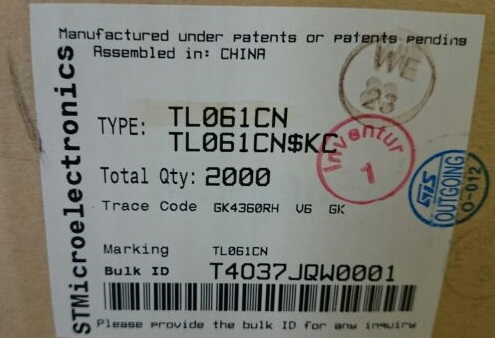 Manufactured under patents or patents pending
Assembled in: CHINA
STMicroelectronics
TYPE: TL061CN
TL061CN$KC
Total Qty: 2000
Trace Code GK4360RH V6 GK
Marking TL061CN
Bulk ID T4037JQW0001
Please provide the bulk ID for any inquiry
WE
23
Inventur
1
OUTGOING
Q-012